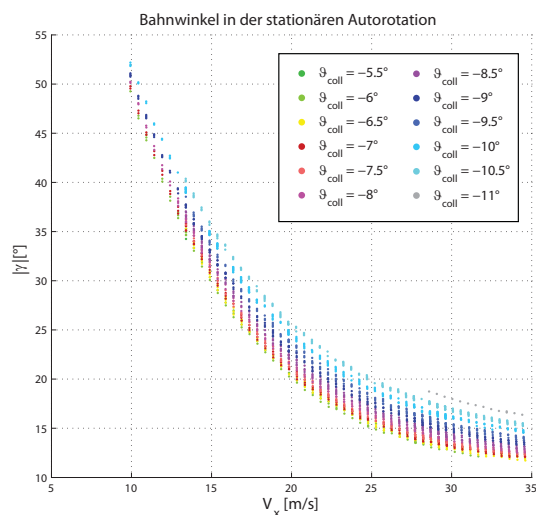 Bahnwinkel in der stationären Autorotation
55
50
45
40
35
30
25
20
15
10
|γ|[°]
ϑcoll = −5.5°
ϑcoll = −6°
ϑcoll = −6.5°
ϑcoll = −7°
ϑcoll = −7.5°
ϑcoll = −8°
ϑcoll = −8.5°
ϑcoll = −9°
ϑcoll = −9.5°
ϑcoll = −10°
ϑcoll = −10.5°
ϑcoll = −11°
5 10 15 20 25 30 35
Vx [m/s]